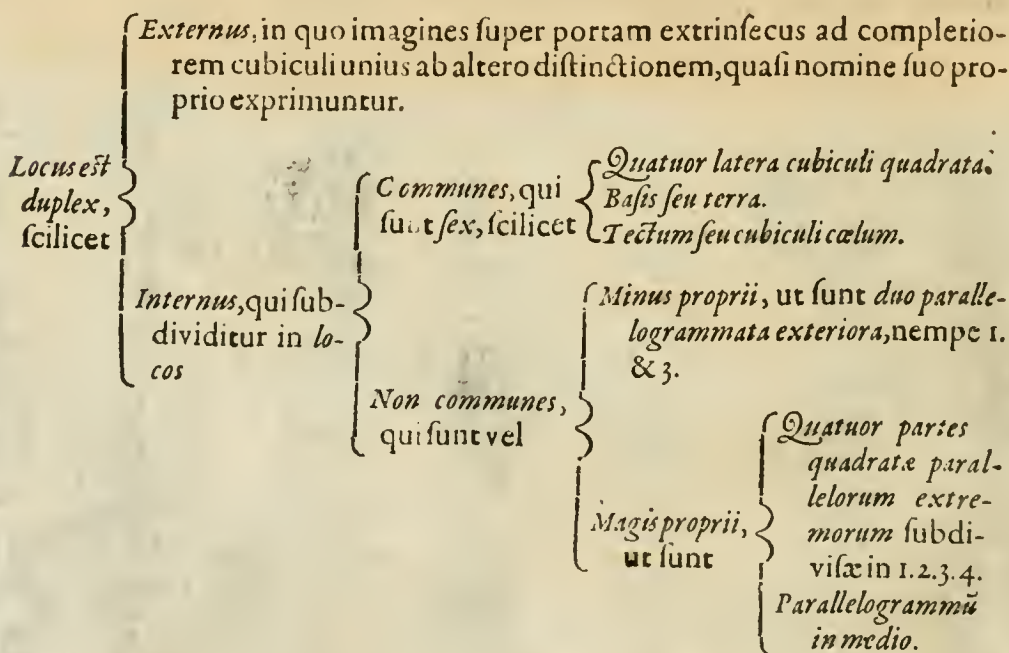 Externus, in quo imagines ſuper portam extrinſecus ad completio-
rem cubiculi unius ab altero diſtinctionem, quaſi nomine ſuo pro-
prio exprimuntur.
Locus eſt
duplex,
ſcilicet
Internus, qui ſub-
dividitur in lo-
cos
Communes, qui
ſunt ſex, ſcilicet
Quatuor latera cubiculi quadrata.
Baſis ſeu terra.
Tectum ſeu cubiculi cœlum.
Non communes,
qui ſunt vel
Minus proprii, ut ſunt duo paralle-
logrammata exteriora, nempe 1.
& 3.
Magis proprii,
ut ſunt
Quatuor partes
quadratæ paral-
lelorum extre-
morum ſubdi-
viſæ in 1.2.3.4.
Parallelogrammũ
in medio.